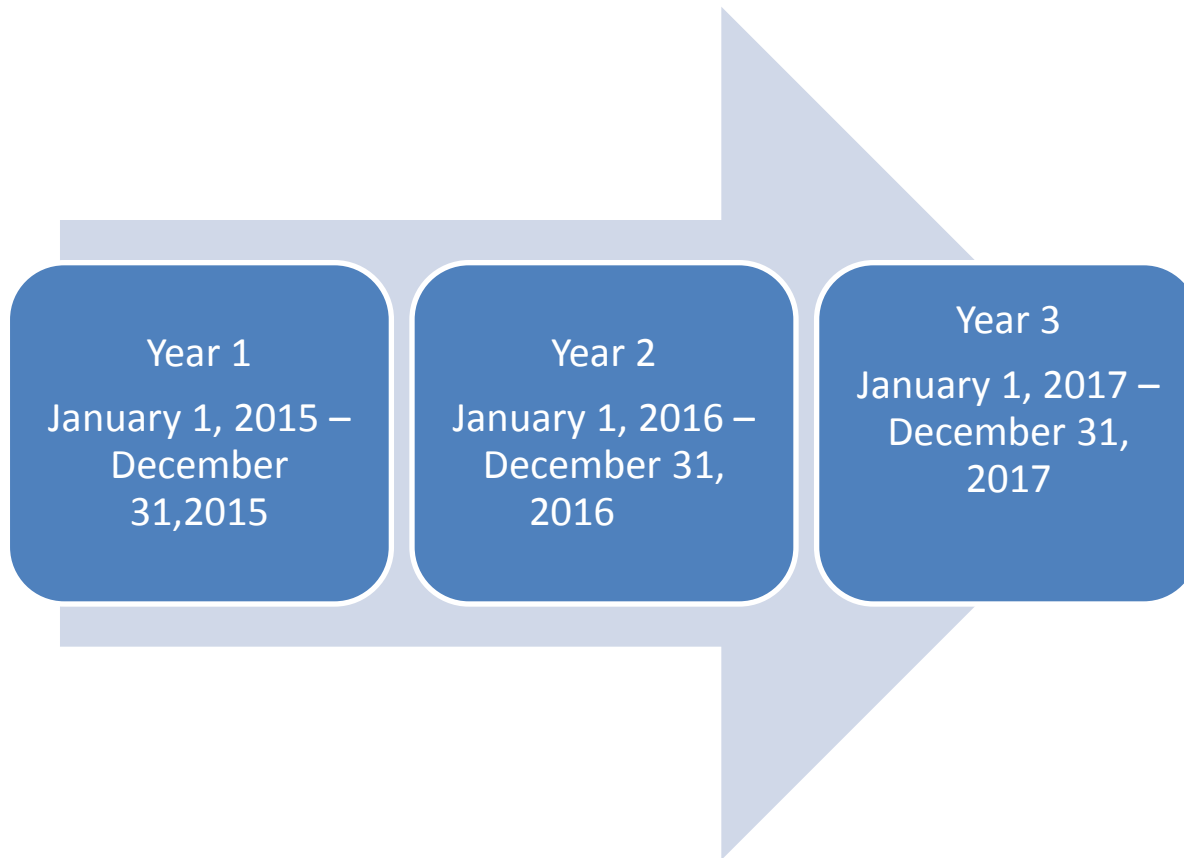 Year 1
January 1, 2015 –
December
31,2015
Year 2
January 1, 2016 –
December 31,
2016
Year 3
January 1, 2017 –
December 31,
2017